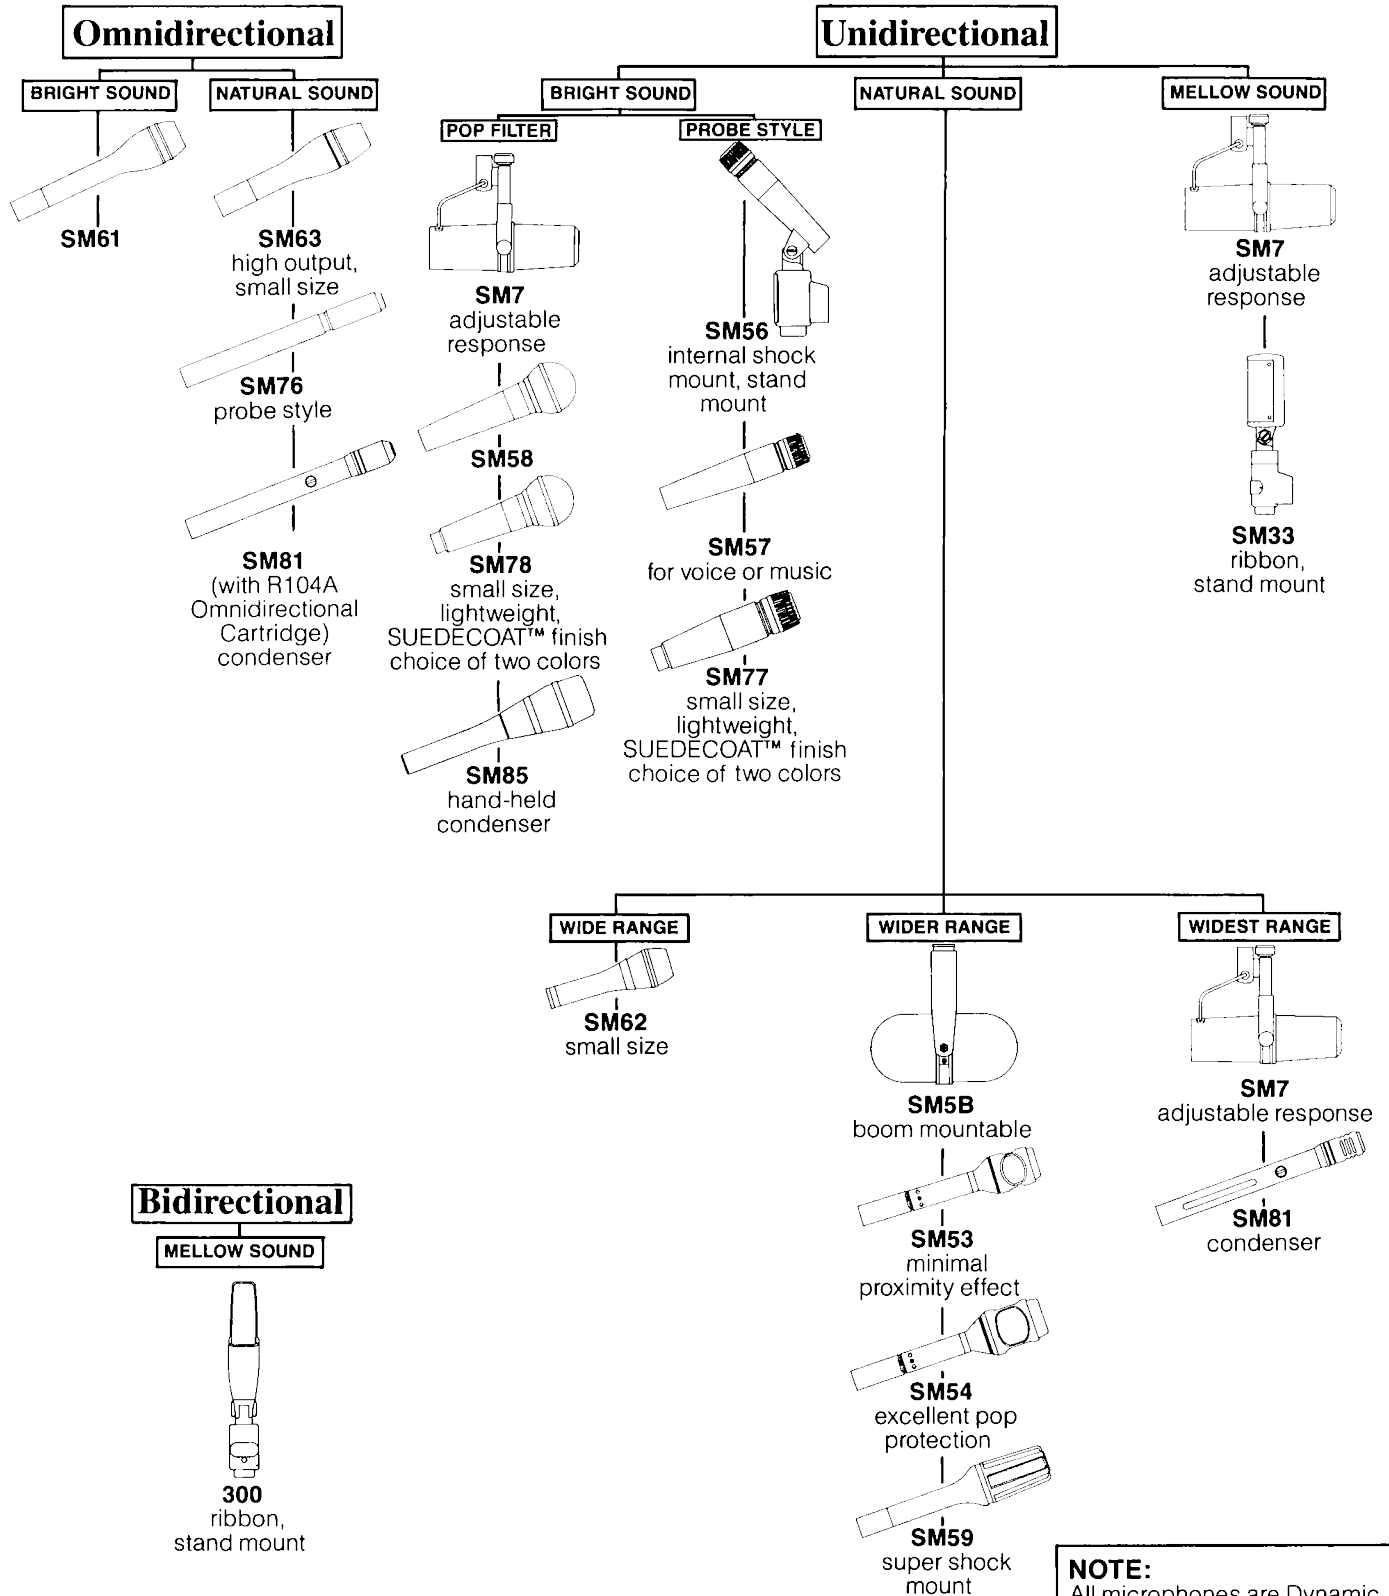 Omnidirectional
BRIGHT SOUND
SM61
NATURAL SOUND
SM63
high output,
small size
SM76
probe style
SM81
(with R104A
Omnidirectional
Cartridge)
condenser
Unidirectional
BRIGHT SOUND
POP FILTER
SM7
adjustable
response
SM58
SM78
small size,
lightweight,
SUEDECOAT™ finish
choice of two colors
SM85
hand-held
condenser
PROBE STYLE
SM56
internal shock
mount, stand
mount
SM57
for voice or music
SM77
small size,
lightweight,
SUEDECOAT™ finish
choice of two colors
NATURAL SOUND
WIDE RANGE
SM62
small size
WIDER RANGE
SM5B
boom mountable
SM53
minimal
proximity effect
SM54
excellent pop
protection
SM59
super shock
mount
WIDEST RANGE
SM7
adjustable response
SM81
condenser
MELLOW SOUND
SM7
adjustable
response
SM33
ribbon,
stand mount
Bidirectional
MELLOW SOUND
300
ribbon,
stand mount
NOTE:
All microphones are Dynamic